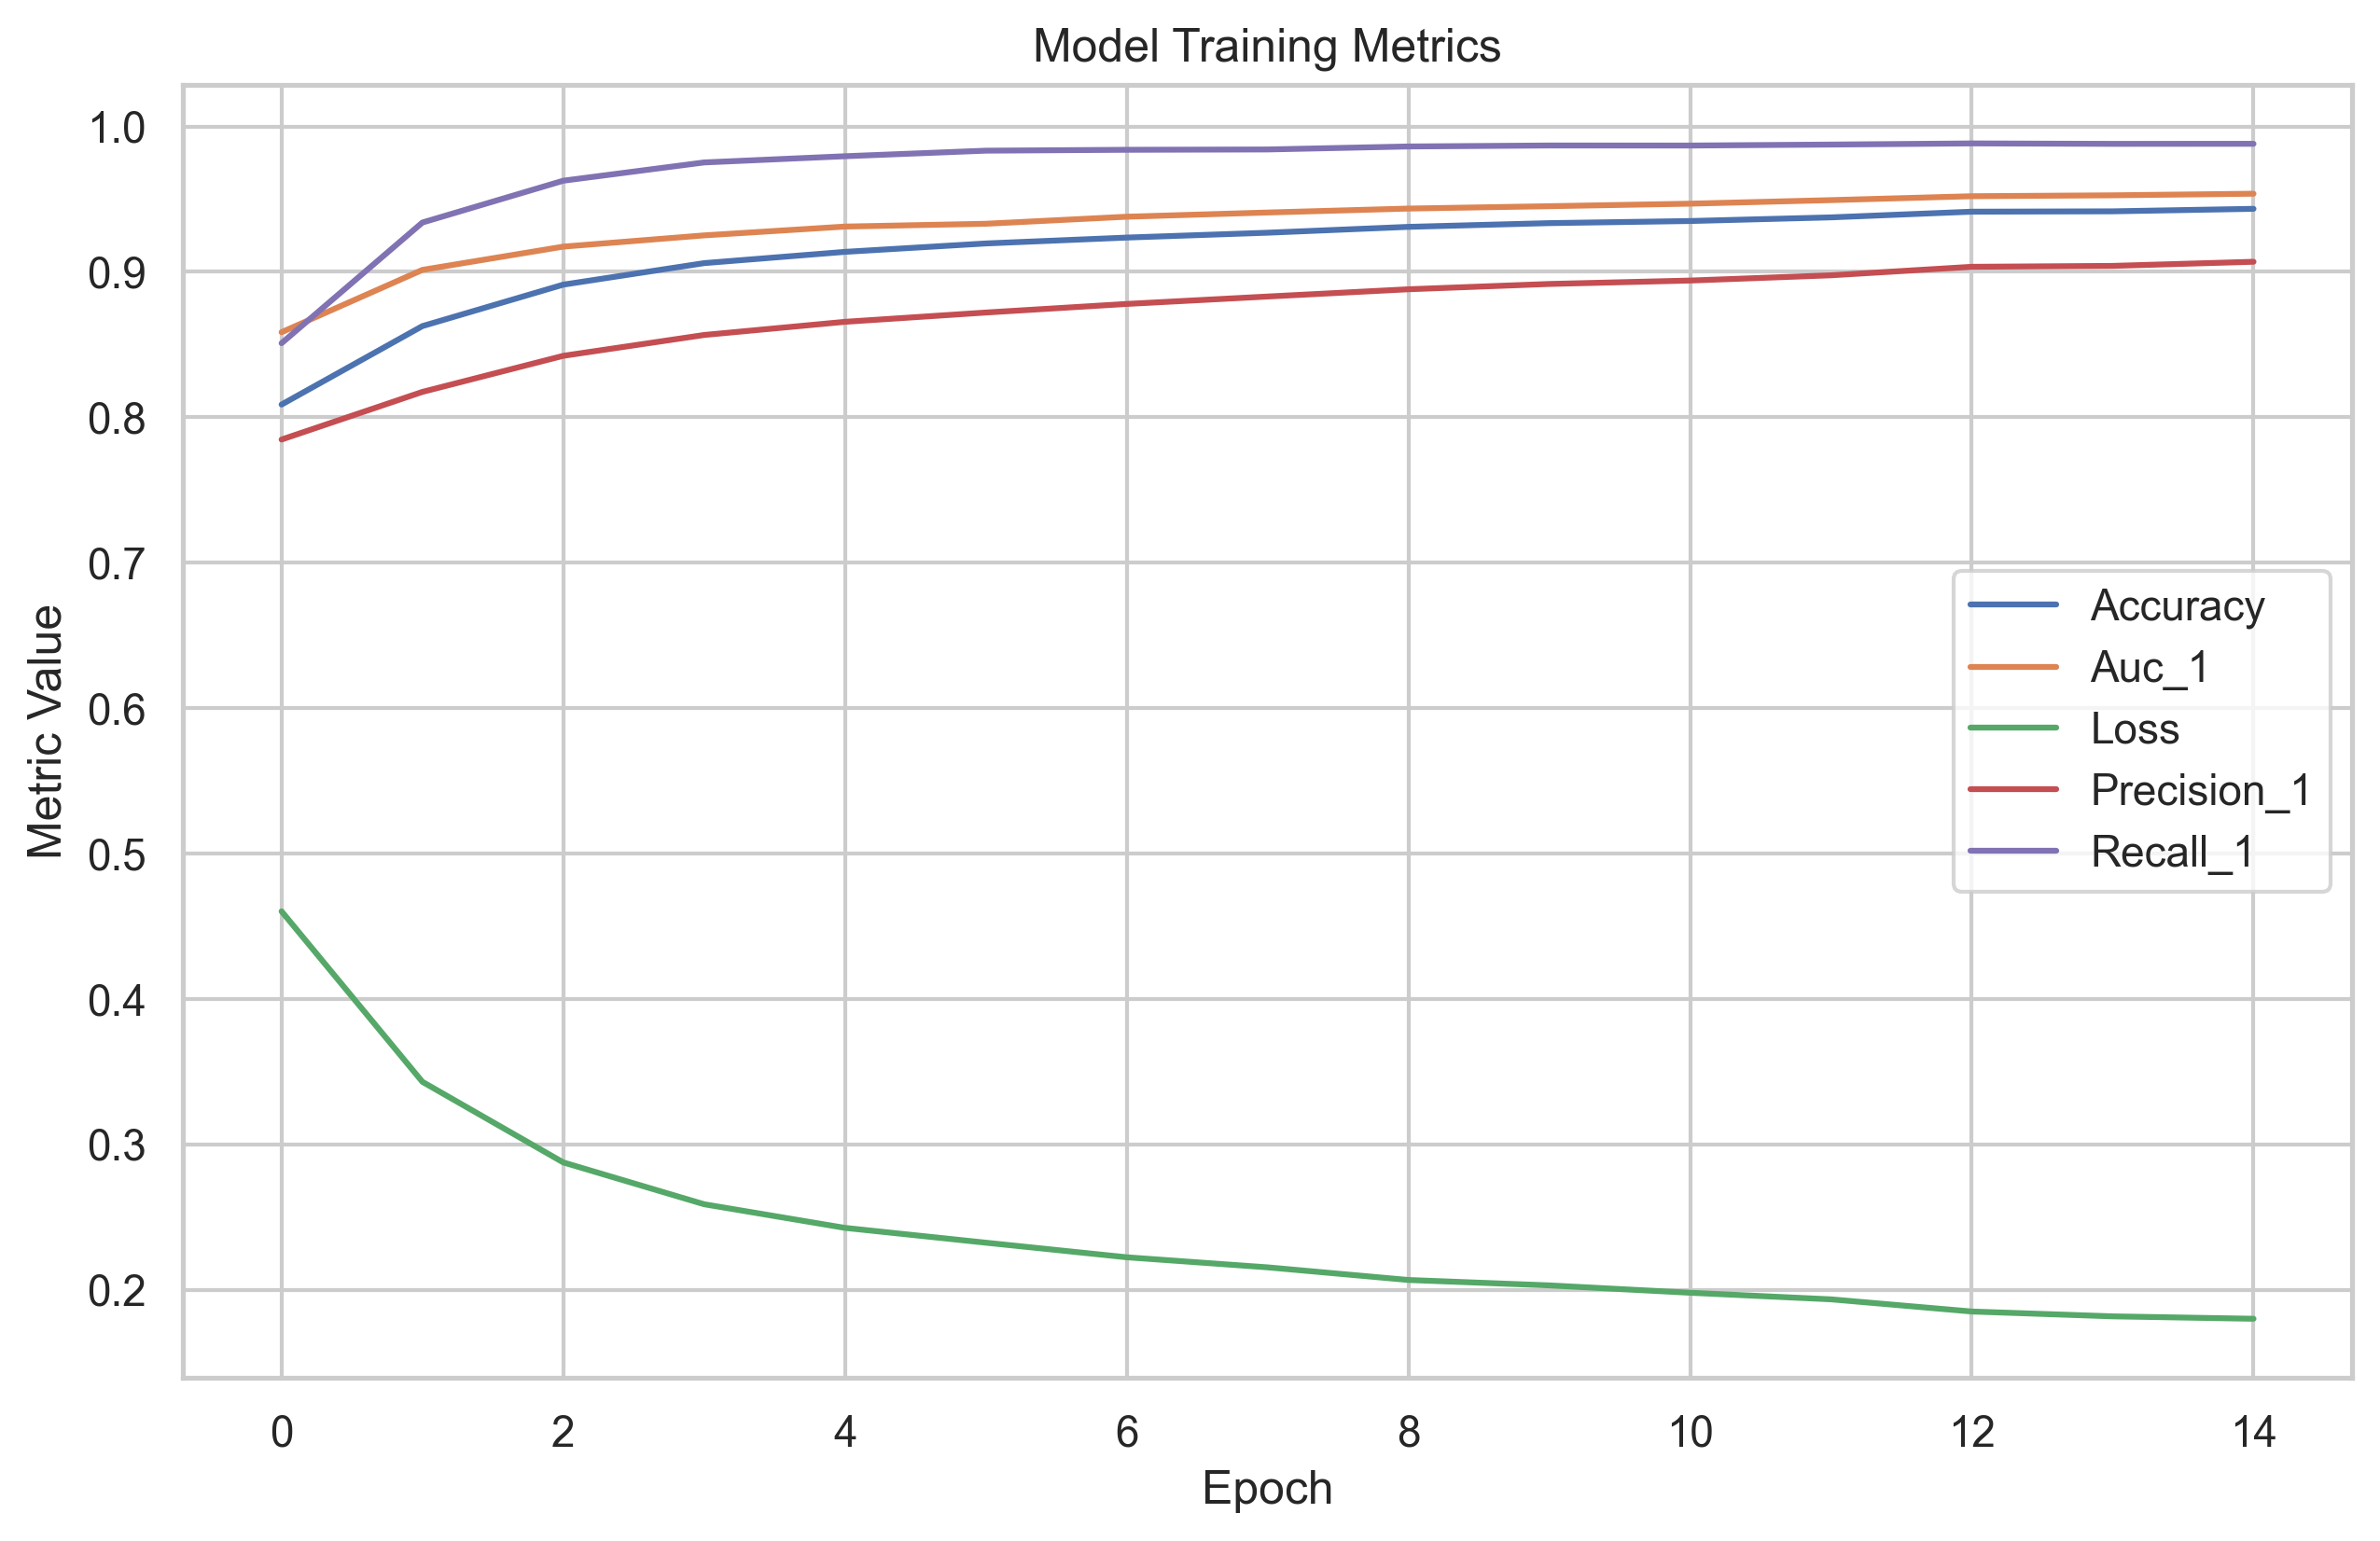 Model Training Metrics
Metric Value
1.0
0.9
0.8
0.7
0.6
0.5
0.4
0.3
0.2
Accuracy
Auc_1
Loss
Precision_1
Recall_1
0 2 4 6 8 10 12 14
Epoch